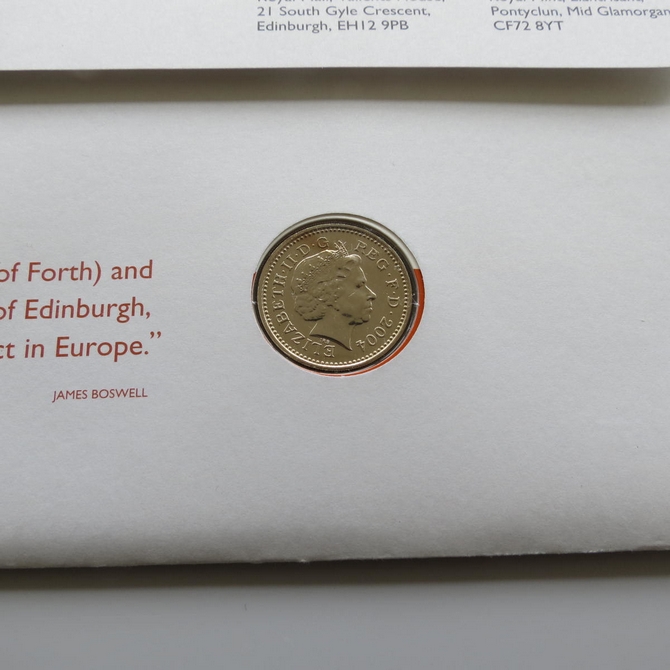 21 South Gyle Crescent,
Edinburgh, EH12 9PB
Pontyclun, Mid Glamorgan
CF72 8YT
of Forth) and
of Edinburgh,
ct in Europe.”
JAMES BOSWELL
ELIZABETH·II·D·G REG·F·D·2004